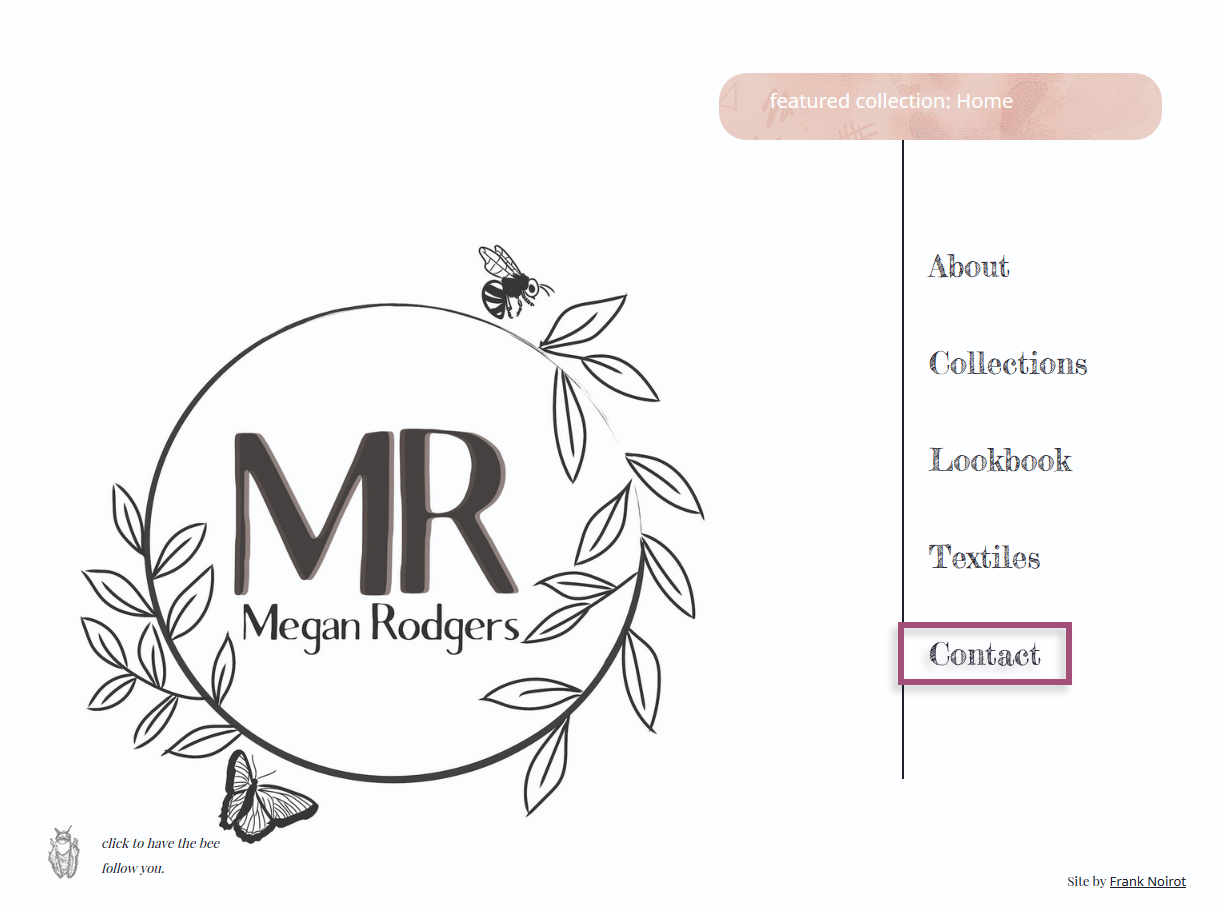 featured collection: Home
About
Collections
Lookbook
Textiles
Contact
MR
Megan Rodgers
click to have the bee
follow you.
Site by Frank Noirot